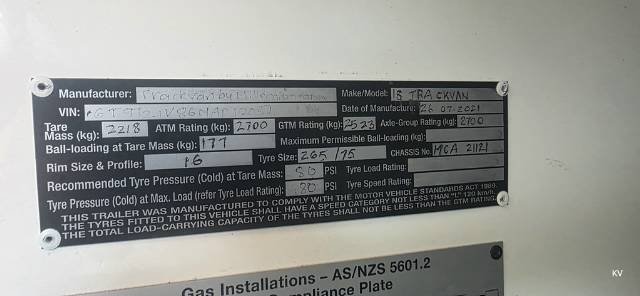 Manufacturer: Trackvan by Make/Model: 18 TRACKVAN
VIN: Date of Manufacture: 26-07-2021
Tare Mass (kg): 2218 ATM Rating (kg): 2700 GTM Rating (kg): 2523 Axle-Group Rating (kg): 2700
Ball-loading at Tare Mass (kg): 177 Maximum Permissible Ball-loading (kg):
Rim Size & Profile: 16 Tyre Size: 265/75 CHASSIS No. MCA 21121
Recommended Tyre Pressure (Cold) at Tare Mass: 80 PSI Tyre Load Rating:
Tyre Pressure (Cold) at Max. Load (refer Tyre Load Rating): 80 PSI Tyre Speed Rating:
THIS TRAILER WAS MANUFACTURED TO COMPLY WITH THE MOTOR VEHICLE STANDARDS ACT 1989.
THE TYRES FITTED TO THIS VEHICLE SHALL HAVE A SPEED CATEGORY NOT LESS THAN "L" 120 km/h.
THE TOTAL LOAD-CARRYING CAPACITY OF THE TYRES SHALL NOT BE LESS THAN THE GTM RATING
Gas Installations – AS/NZS 5601.2
Compliance Plate
KV